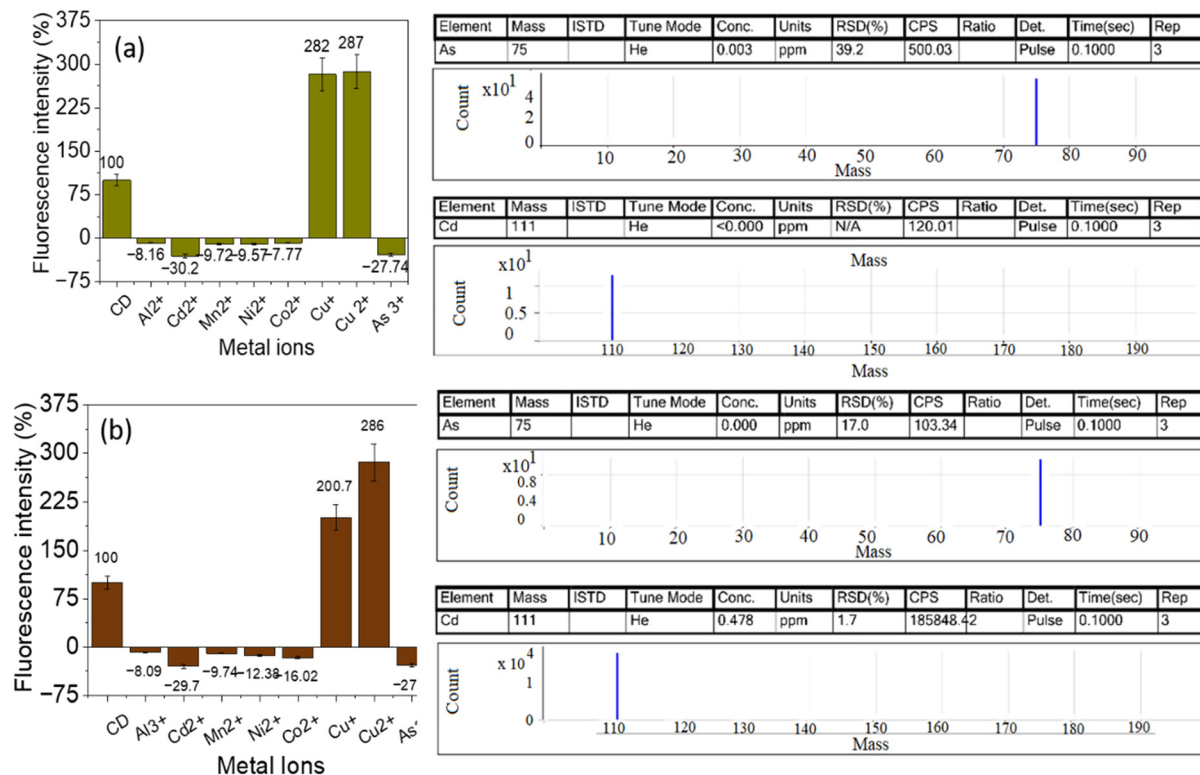 (a)
Fluorescence intensity (%)
375
300
225
150
75
0
−75
100
−8.16
−30.2
−9.72
−9.57
−7.77
282
287
−27.74
CD Al2+ Cd2+ Mn2+ Ni2+ Co2+ Cu+ Cu 2+ As 3+
Metal ions
(b)
Fluorescence intensity (%)
375
300
225
150
75
0
−75
100
−8.09
−29.7
−9.74
−12.38
−16.02
200.7
286
−27
CD Al3+ Cd2+ Mn2+ Ni2+ Co2+ Cu+ Cu2+
Metal Ions
Element Mass ISTD Tune Mode Conc. Units RSD(%) CPS Ratio Det. Time(sec) Rep
As 75 He 0.003 ppm 39.2 500.03 Pulse 0.1000 3
Count
x10¹
4
2
0
10 20 30 40 50 60 70 80 90
Mass
Element Mass ISTD Tune Mode Conc. Units RSD(%) CPS Ratio Det. Time(sec) Rep
Cd 111 He <0.000 ppm N/A 120.01 Pulse 0.1000 3
Mass
Count
x10¹
1
0.5
0
110 120 130 140 150 160 170 180 190
Mass
Element Mass ISTD Tune Mode Conc. Units RSD(%) CPS Ratio Det. Time(sec) Rep
As 75 He 0.000 ppm 17.0 103.34 Pulse 0.1000 3
Count
x10¹
0.8
0.4
0
10 20 30 40 50 60 70 80 90
Mass
Element Mass ISTD Tune Mode Conc. Units RSD(%) CPS Ratio Det. Time(sec) Rep
Cd 111 He 0.478 ppm 1.7 185848.42 Pulse 0.1000 3
Count
x 10⁴
1
0
110 120 130 140 150 160 170 180 190
Mass